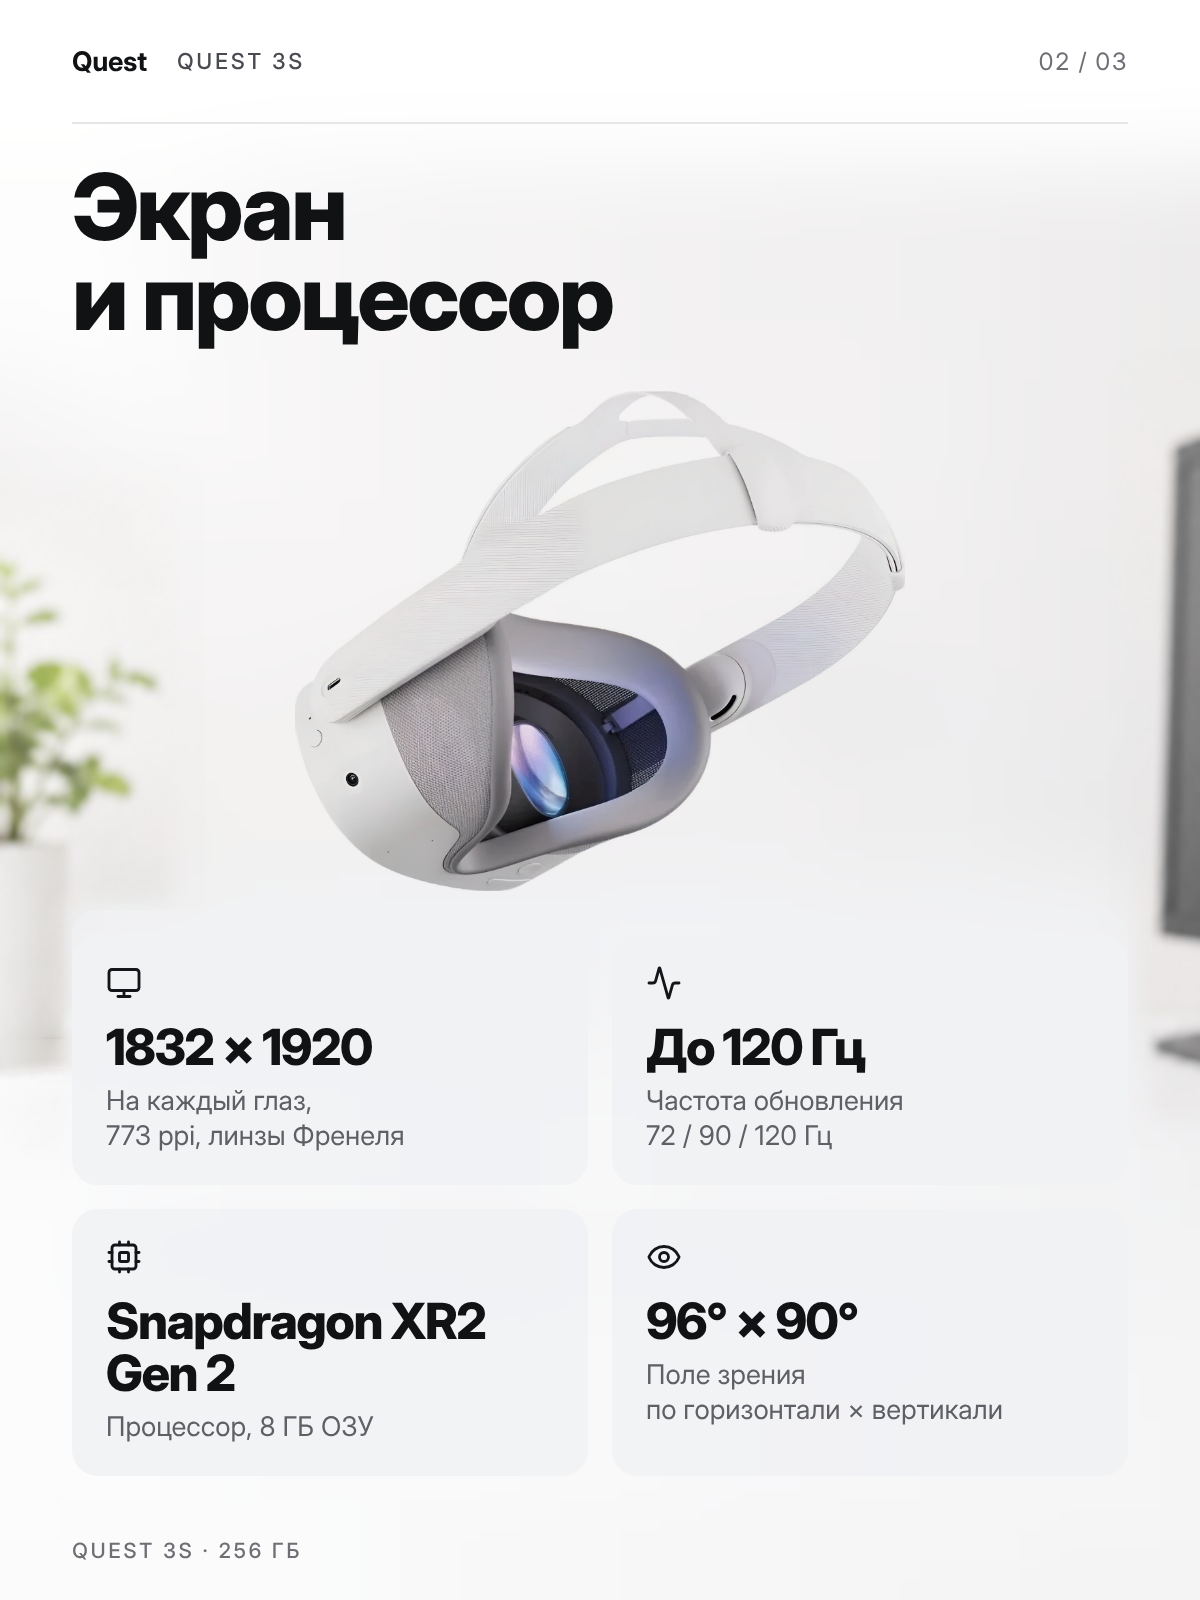 Quest QUEST 3S 02 / 03
Экран
и процессор
1832 × 1920
На каждый глаз,
773 ppi, линзы Френеля
До 120 Гц
Частота обновления
72 / 90 / 120 Гц
Snapdragon XR2
Gen 2
Процессор, 8 ГБ ОЗУ
96° × 90°
Поле зрения
по горизонтали × вертикали
QUEST 3S · 256 ГБ